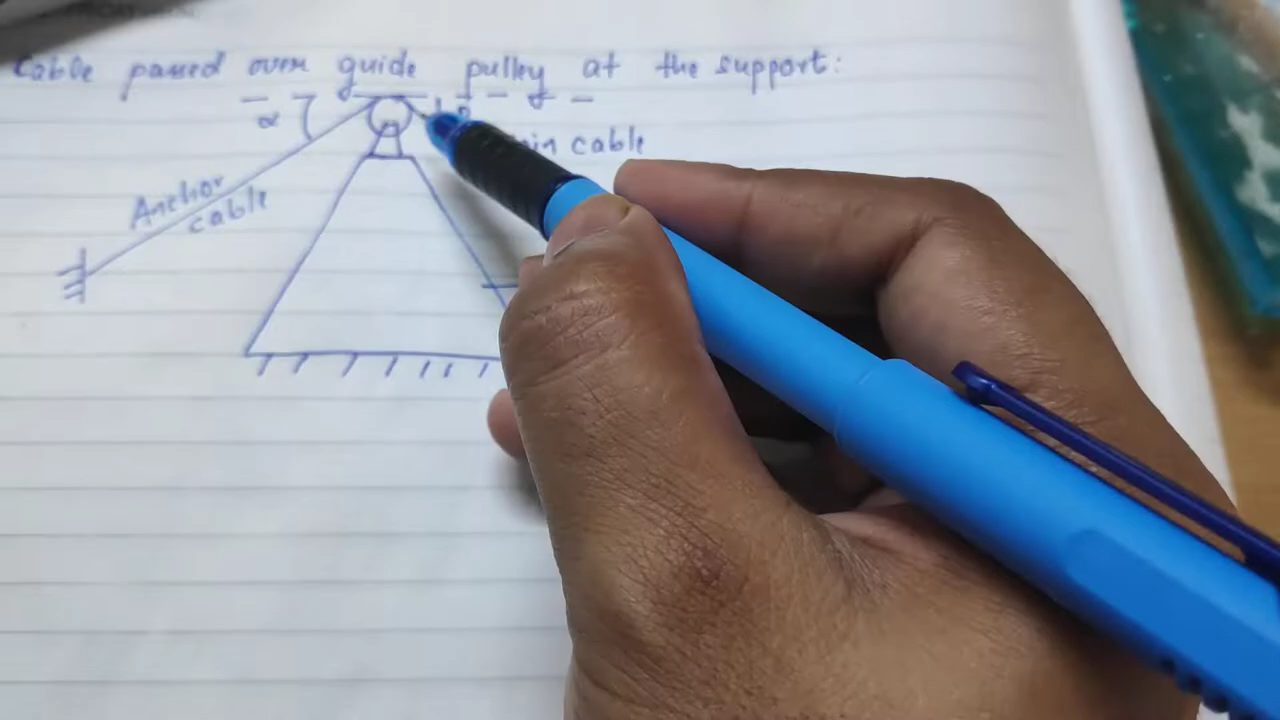 Cable passed over guide pulley at the support:
α
cable
Anchor
cable